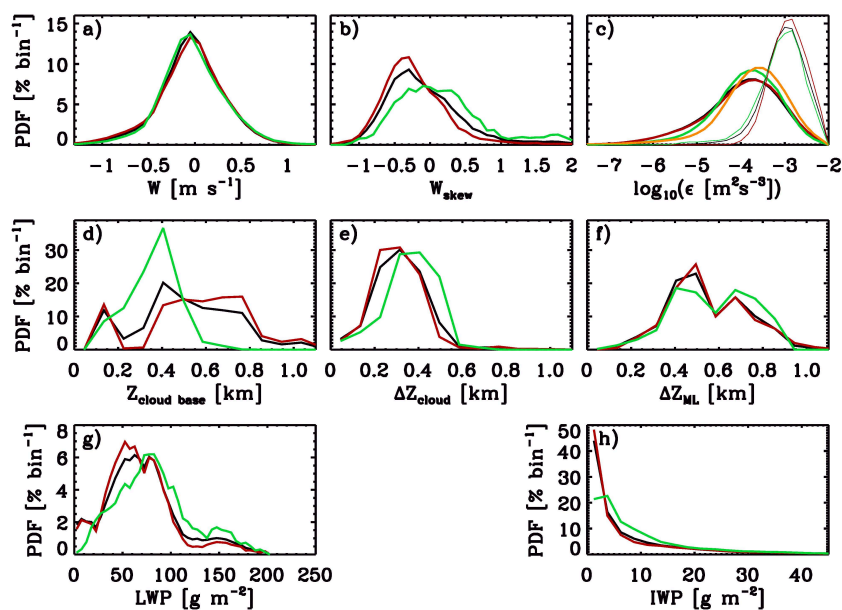 a) b) c)
PDF [% bin⁻¹]
15
10
5
0
-1 -0.5 0 0.5 1
W [m s⁻¹]
-1 -0.5 0 0.5 1 1.5 2
W_skew
-7 -6 -5 -4 -3 -2
log₁₀(ε [m²s⁻³])
d) e) f)
PDF [% bin⁻¹]
30
20
10
0
0 0.2 0.4 0.6 0.8 1.0
Z_cloud base [km]
0 0.2 0.4 0.6 0.8 1.0
ΔZ_cloud [km]
0 0.2 0.4 0.6 0.8 1.0
ΔZ_ML [km]
g)
PDF [% bin⁻¹]
8
6
4
2
0
0 50 100 150 200 250
LWP [g m⁻²]
h)
PDF [% bin⁻¹]
50
40
30
20
10
0
0 10 20 30 40
IWP [g m⁻²]